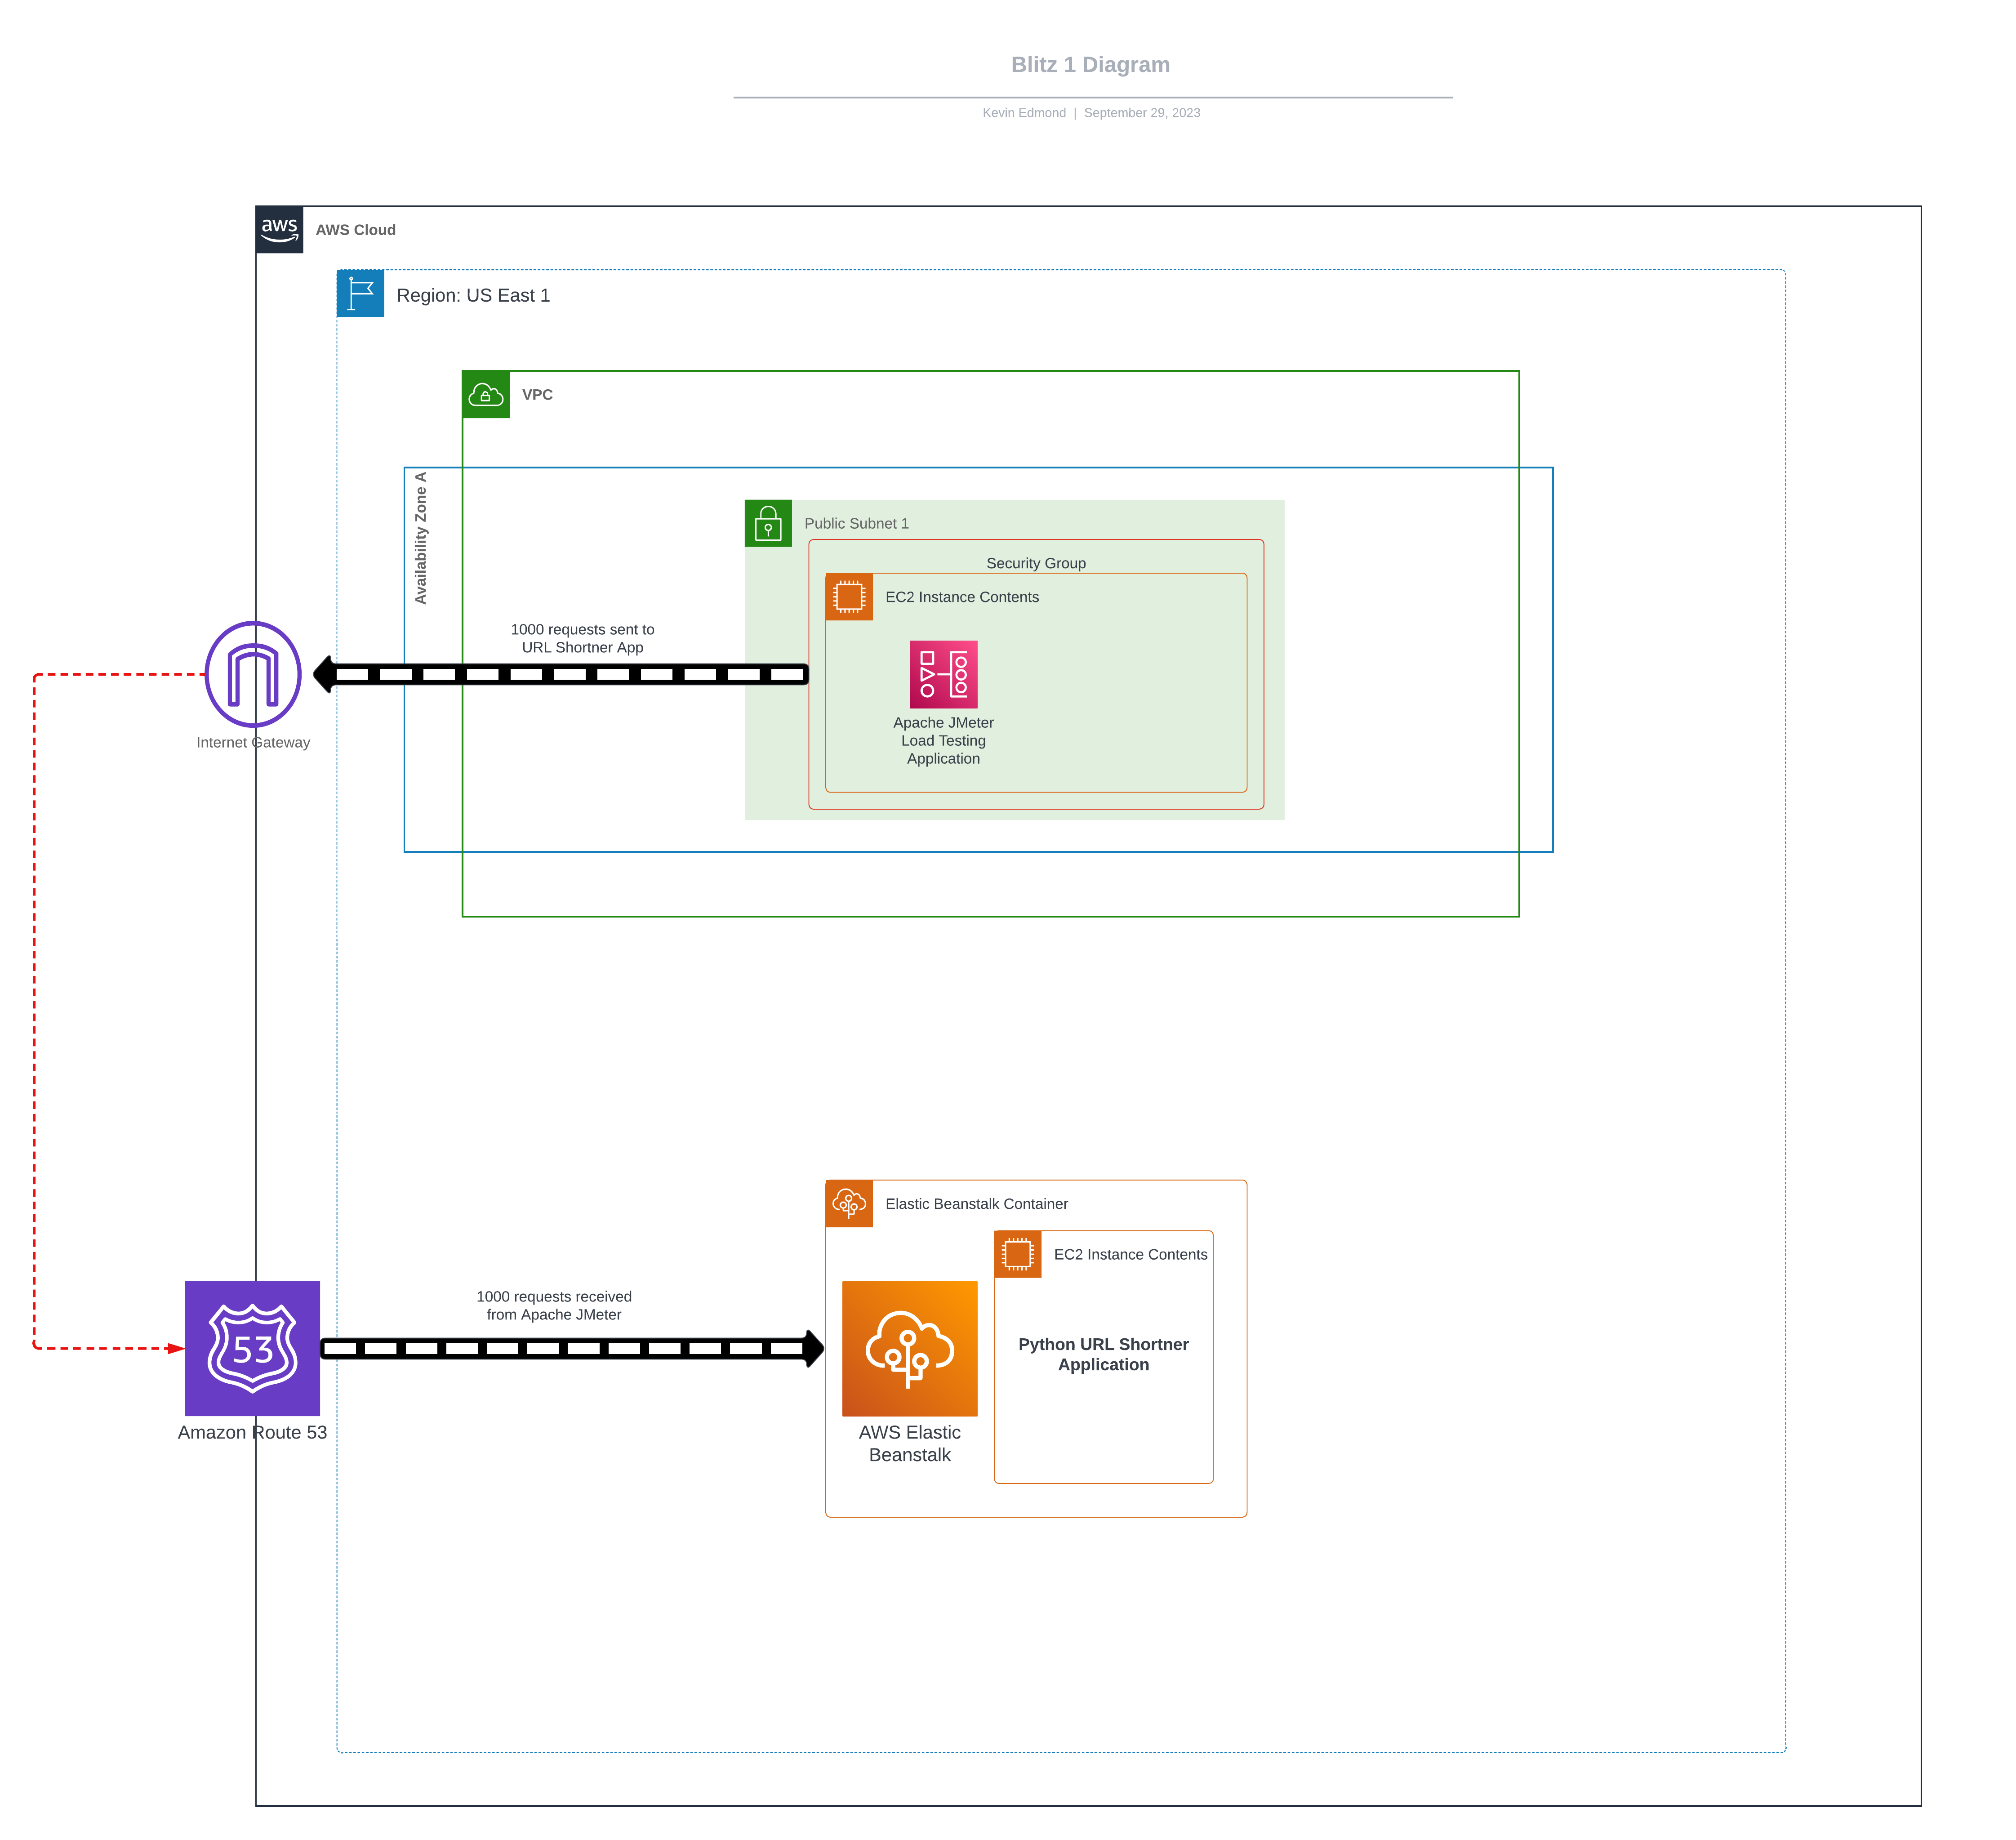 Blitz 1 Diagram
Kevin Edmond | September 29, 2023
aws
AWS Cloud
Region: US East 1
VPC
Availability Zone A
Public Subnet 1
Security Group
EC2 Instance Contents
1000 requests sent to
URL Shortner App
Apache JMeter
Load Testing
Application
Internet Gateway
Elastic Beanstalk Container
EC2 Instance Contents
1000 requests received
from Apache JMeter
53
Python URL Shortner
Application
Amazon Route 53
AWS Elastic
Beanstalk